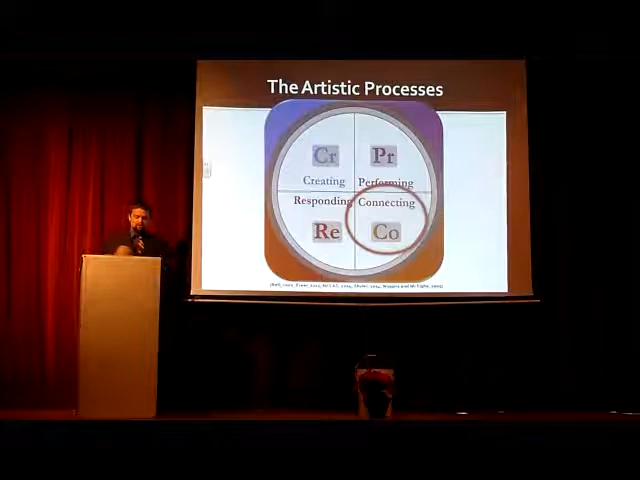 The Artistic Processes
Cr Pr
Creating Performing
Responding Connecting
Re Co